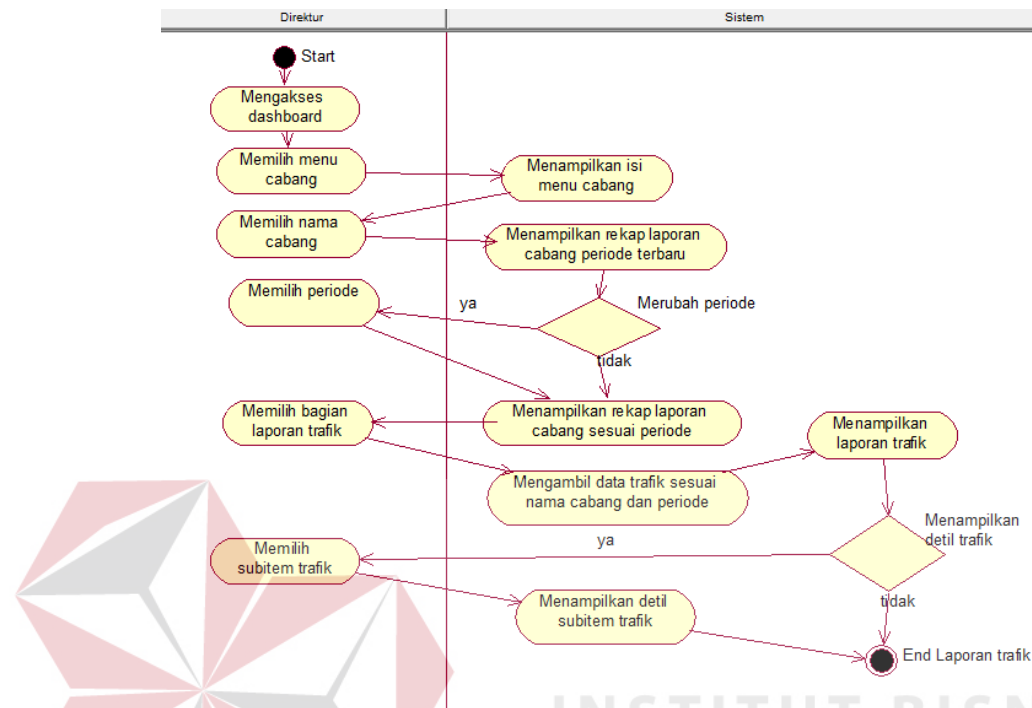 Direktur
Sistem
Start
Mengakses
dashboard
Memilih menu
cabang
Menampilkan isi
menu cabang
Memilih nama
cabang
Menampilkan rekap laporan
cabang periode terbaru
Memilih periode
ya
Merubah periode
tidak
Memilih bagian
laporan trafik
Menampilkan rekap laporan
cabang sesuai periode
Menampilkan
laporan trafik
Mengambil data trafik sesuai
nama cabang dan periode
Menampilkan
detil trafik
ya
Memilih
subitem trafik
tidak
Menampilkan detil
subitem trafik
End Laporan trafik